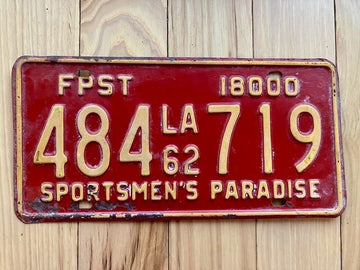 FPST 18000
484 LA 62 719
SPORTSMEN'S PARADISE